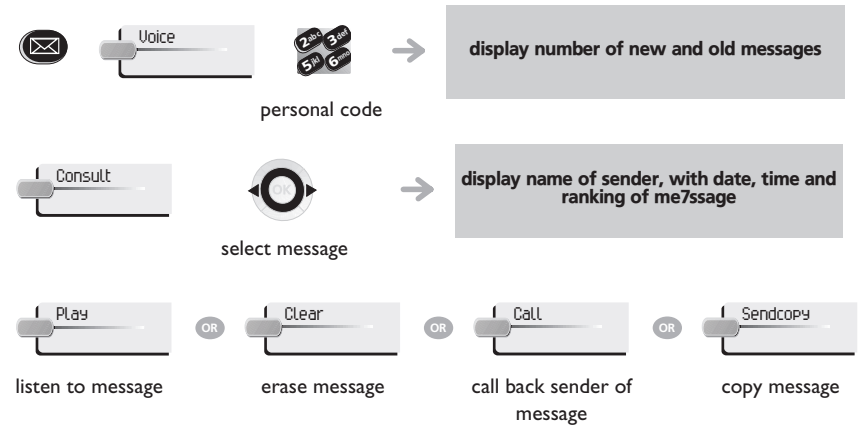 Voice
2abc 3def
5jkl 6mno
display number of new and old messages
personal code
Consult
OK
display name of sender, with date, time and
ranking of me7ssage
select message
Play
OR
Clear
OR
Call
OR
Sendcopy
listen to message
erase message
call back sender of
message
copy message